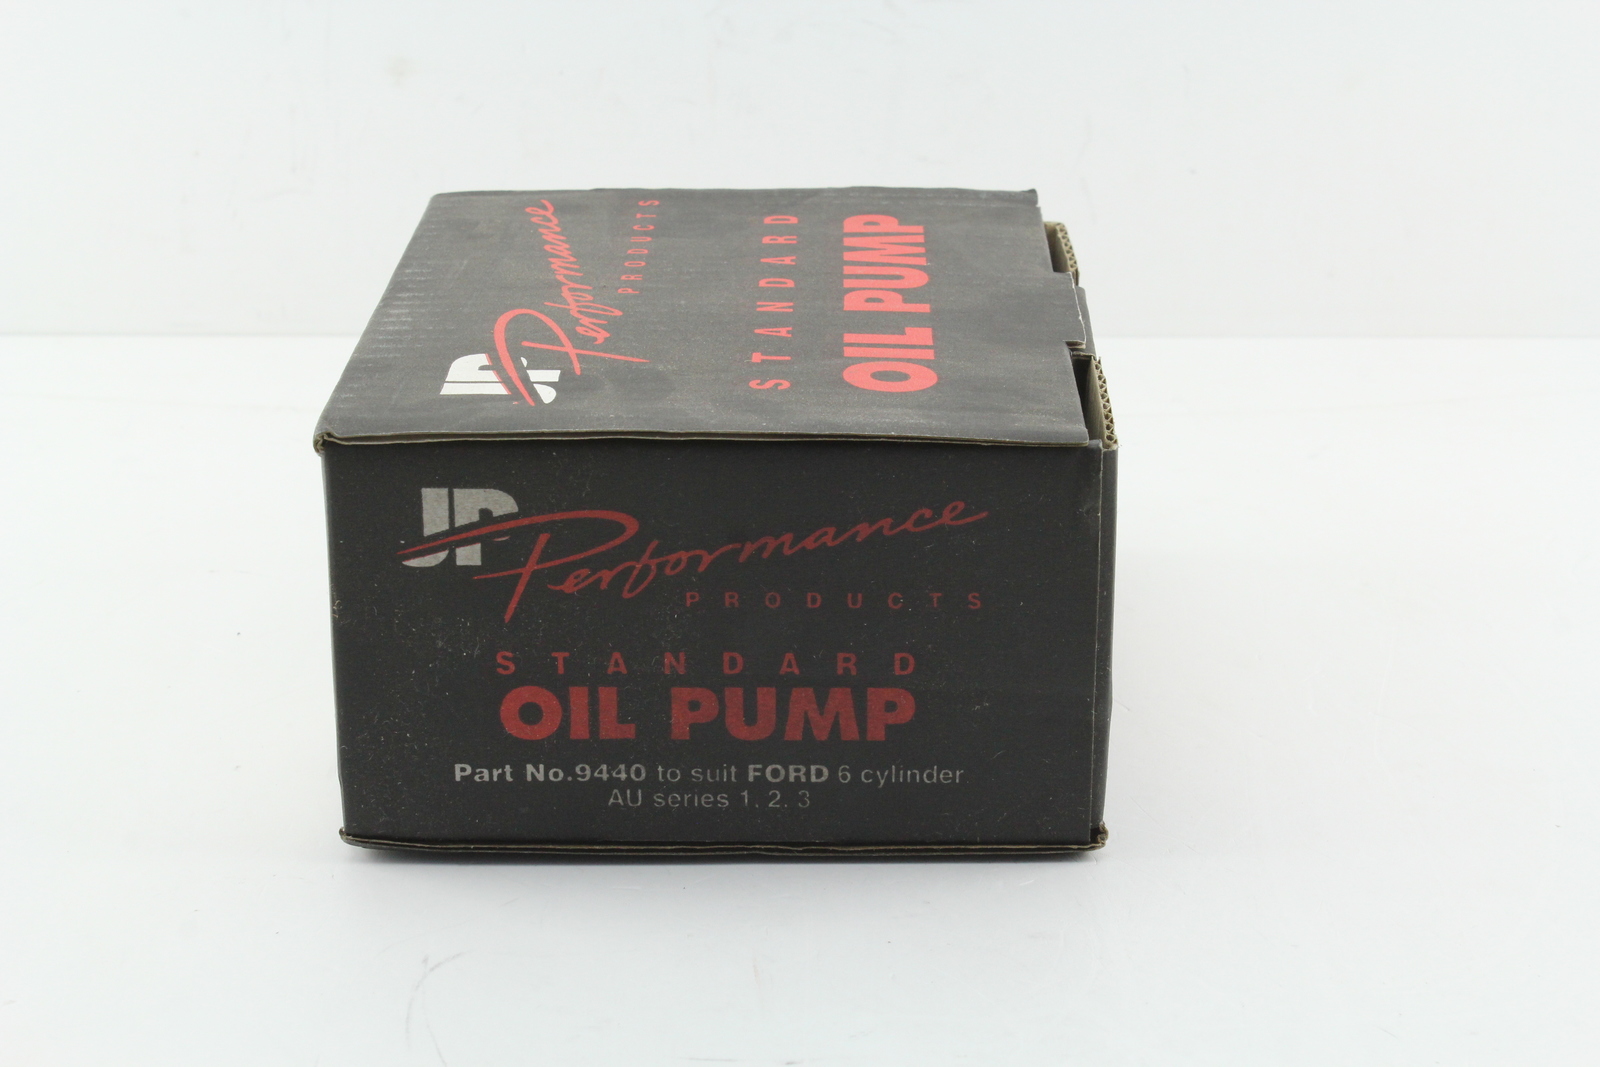 JP Performance
PRODUCTS
STANDARD
OIL PUMP
JP Performance
PRODUCTS
STANDARD
OIL PUMP
Part No.9440 to suit FORD 6 cylinder
AU series 1, 2, 3